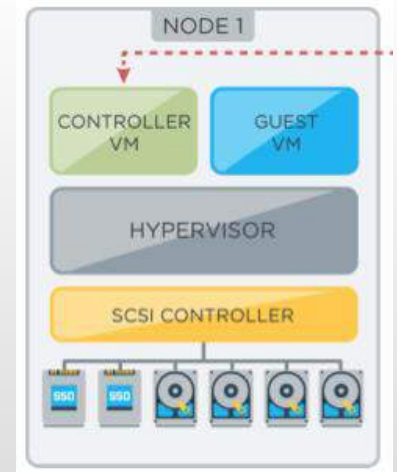 NODE 1
CONTROLLER
VM
GUEST
VM
HYPERVISOR
SCSI CONTROLLER
SSD
SSD